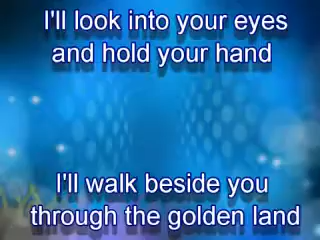 I'll look into your eyes
and hold your hand
I'll walk beside you
through the golden land